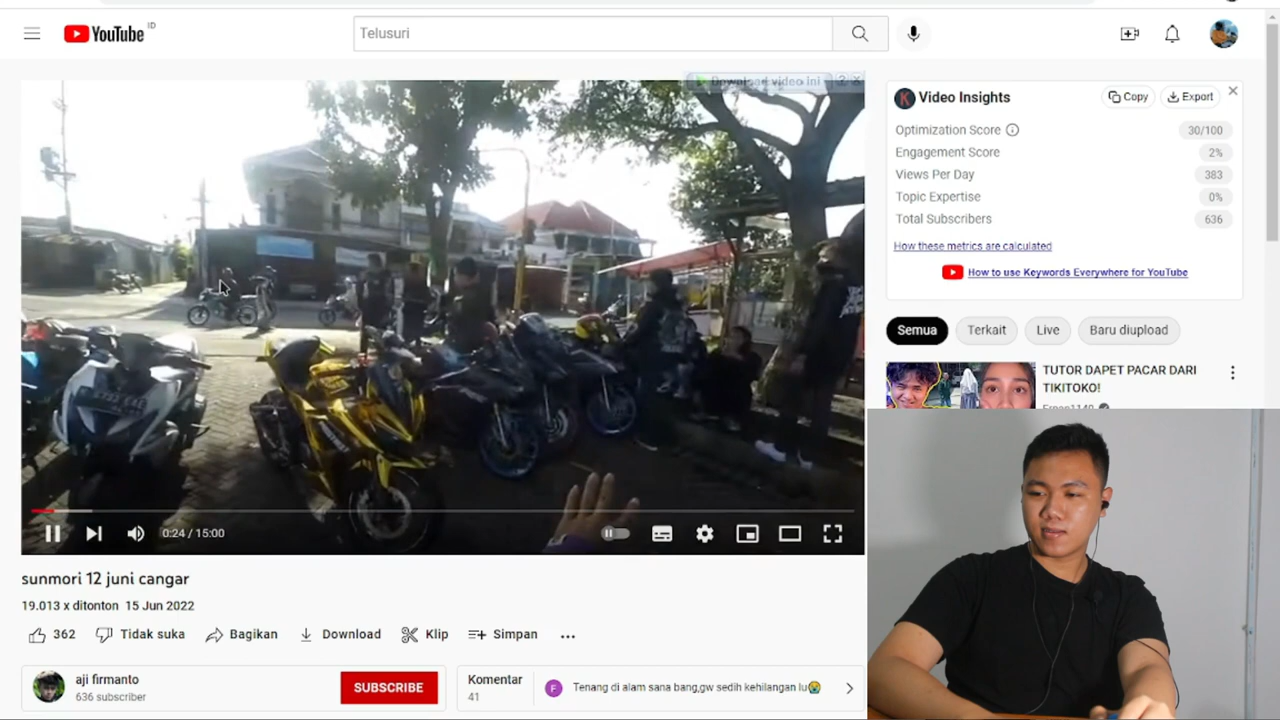 YouTube ID
Telusuri
Download video ini ? X
sunmori 12 juni cangar
0:24 / 15:00
19.013 x ditonton 15 Jun 2022
362
Tidak suka
Bagikan
Download
Klip
Simpan
...
aji firmanto
636 subscriber
SUBSCRIBE
Komentar
41
F
Tenang di alam sana bang,gw sedih kehilangan lu😭
K Video Insights
Copy
Export
Optimization Score
30/100
Engagement Score
2%
Views Per Day
383
Topic Expertise
0%
Total Subscribers
636
How these metrics are calculated
How to use Keywords Everywhere for YouTube
Semua
Terkait
Live
Baru diupload
TUTOR DAPET PACAR DARI
TIKITOKO!